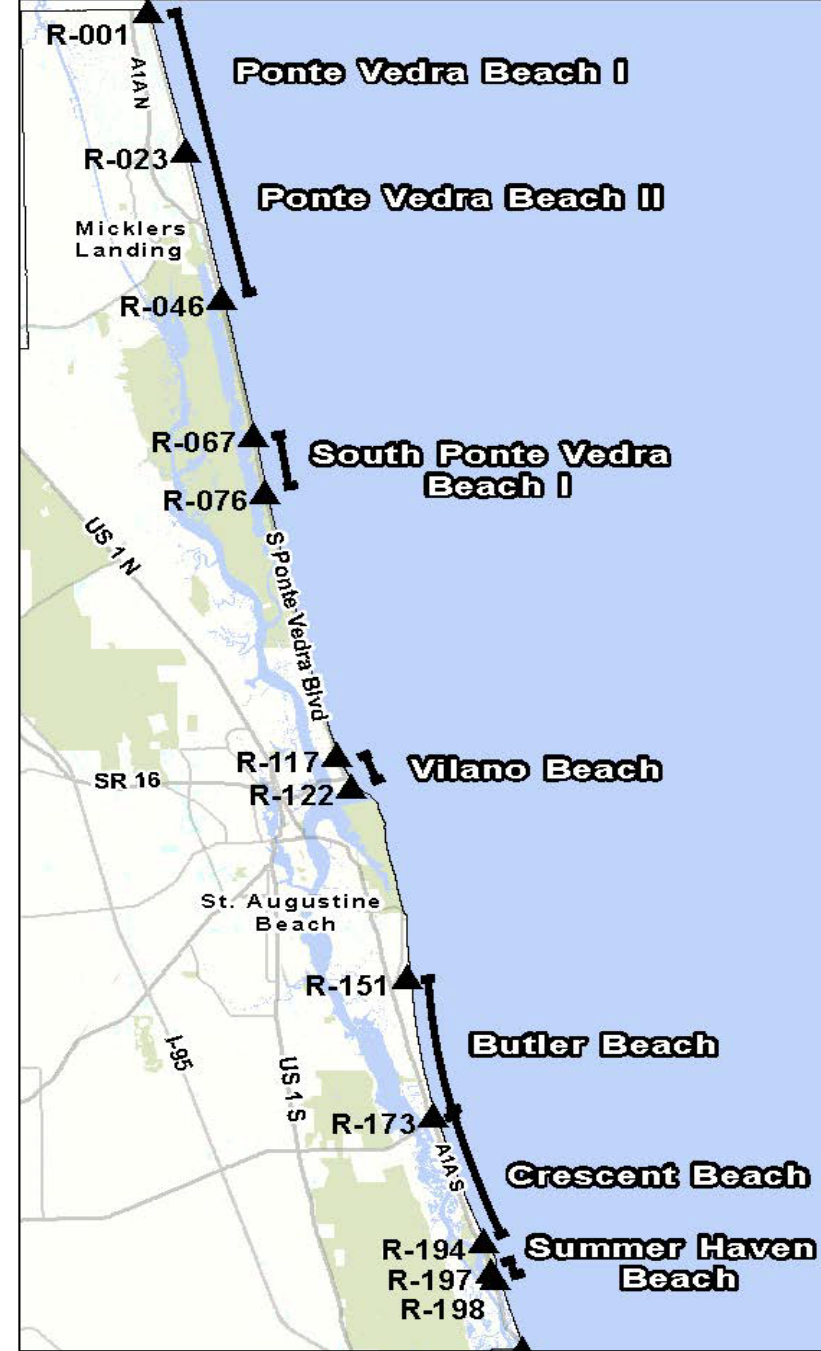 R-001
A1A N
Ponte Vedra Beach I
R-023
Ponte Vedra Beach II
Micklers
Landing
R-046
R-067
South Ponte Vedra
Beach I
R-076
US 1 N
S Ponte Vedra Blvd
R-117
Vilano Beach
SR 16
R-122
St. Augustine
Beach
R-151
I-95
US 1 S
Butler Beach
R-173
A1A S
Crescent Beach
R-194
Summer Haven
Beach
R-197
R-198